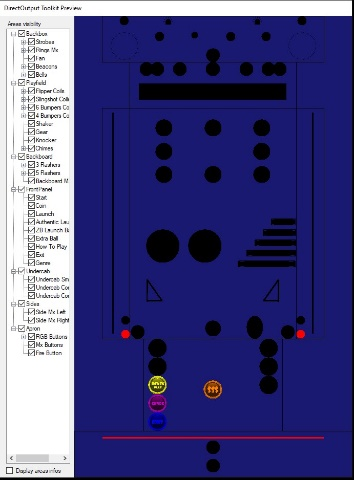 DirectOutput Toolkit Preview
Areas visibility
Backbox
Strobes
Rings Mx
Fan
Beacons
Bells
Playfield
Flipper Coils
Slingshot Coils
6 Bumpers Co
4 Bumpers Co
Shaker
Gear
Knocker
Chimes
Backboard
3 Flashers
5 Flashers
Backboard M
FrontPanel
Start
Coin
Launch
Authentic Lau
ZB Launch B
Extra Ball
How To Play
Exit
Genre
Undercab
Undercab Sm
Undercab Co
Undercab Co
Sides
Side Mx Left
Side Mx Right
Apron
RGB Buttons
Mx Buttons
Fire Button
Display areas infos